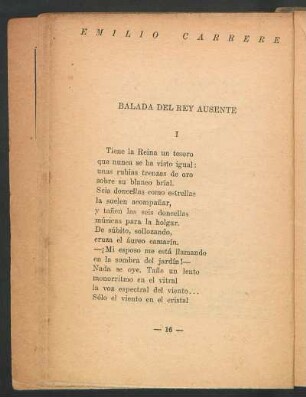 EMILIO CARRERE
BALADA DEL REY AUSENTE
I
Tiene la Reina un tesoro
que nunca se ha visto igual:
unas rubias trenzas de oro
sobre su blanco brial.
Seis doncellas como estrellas
la suelen acompañar,
y tañen las seis doncellas
músicas para la holgar.
De súbito, sollozando,
cruza el áureo camarín.
—¡Mi esposo me está llamando
en la sombra del jardín!—
Nada se oye. Tañe un lento
monorritmo en el vitral
la voz espectral del viento...
Sólo el viento en el cristal
— 16 —